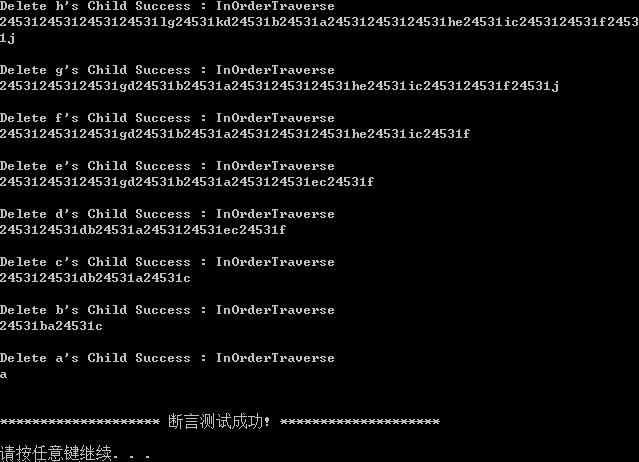 Delete h's Child Success : InOrderTraverse
24531245312453124531lg24531kd24531b24531a245312453124531he24531ic2453124531f2453
1j
Delete g's Child Success : InOrderTraverse
245312453124531gd24531b24531a245312453124531he24531ic2453124531f24531j
Delete f's Child Success : InOrderTraverse
245312453124531gd24531b24531a245312453124531he24531ic24531f
Delete e's Child Success : InOrderTraverse
245312453124531gd24531b24531a2453124531ec24531f
Delete d's Child Success : InOrderTraverse
2453124531db24531a2453124531ec24531f
Delete c's Child Success : InOrderTraverse
2453124531db24531a24531c
Delete b's Child Success : InOrderTraverse
24531ba24531c
Delete a's Child Success : InOrderTraverse
a
******************** 断言测试成功! ********************
请按任意键继续. . .